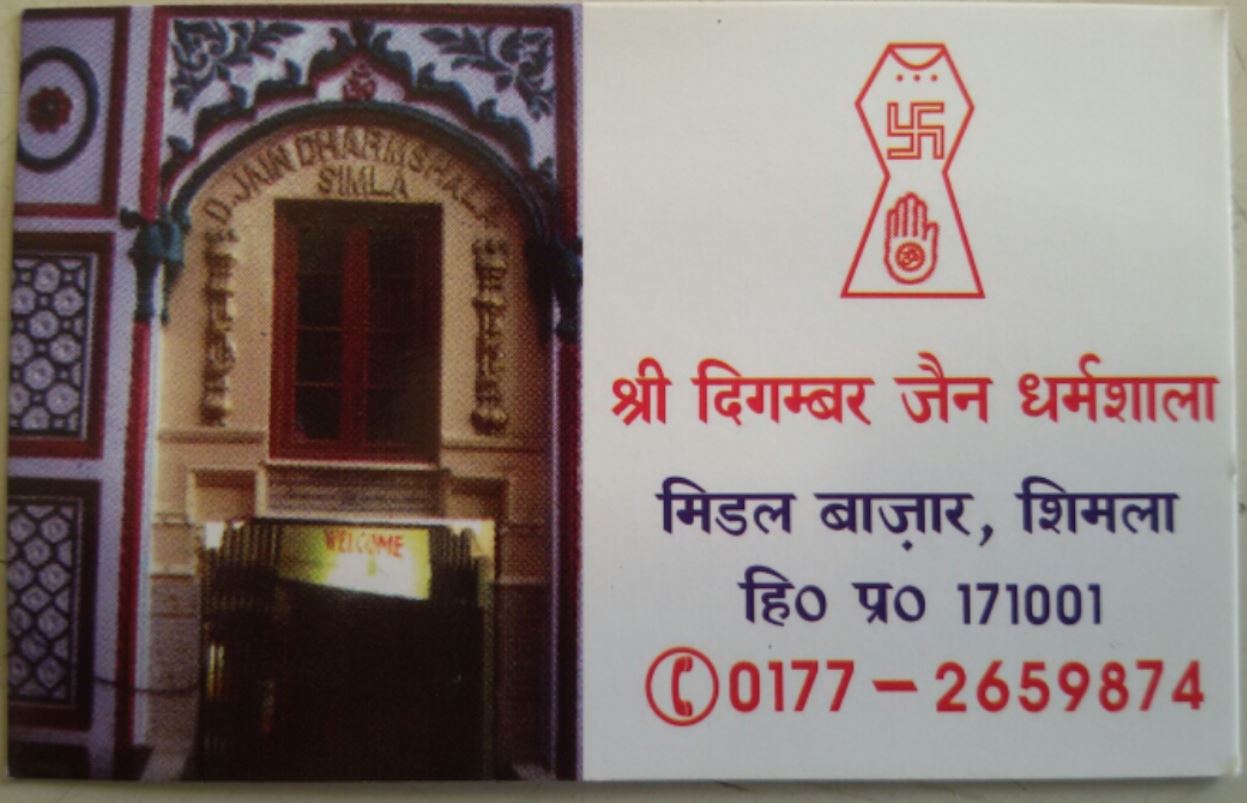 D. JAIN DHARMSHALA
SIMLA
WELCOME
श्री दिगम्बर जैन धर्मशाला
मिडल बाज़ार, शिमला
हि० प्र० 171001
0177 - 2659874